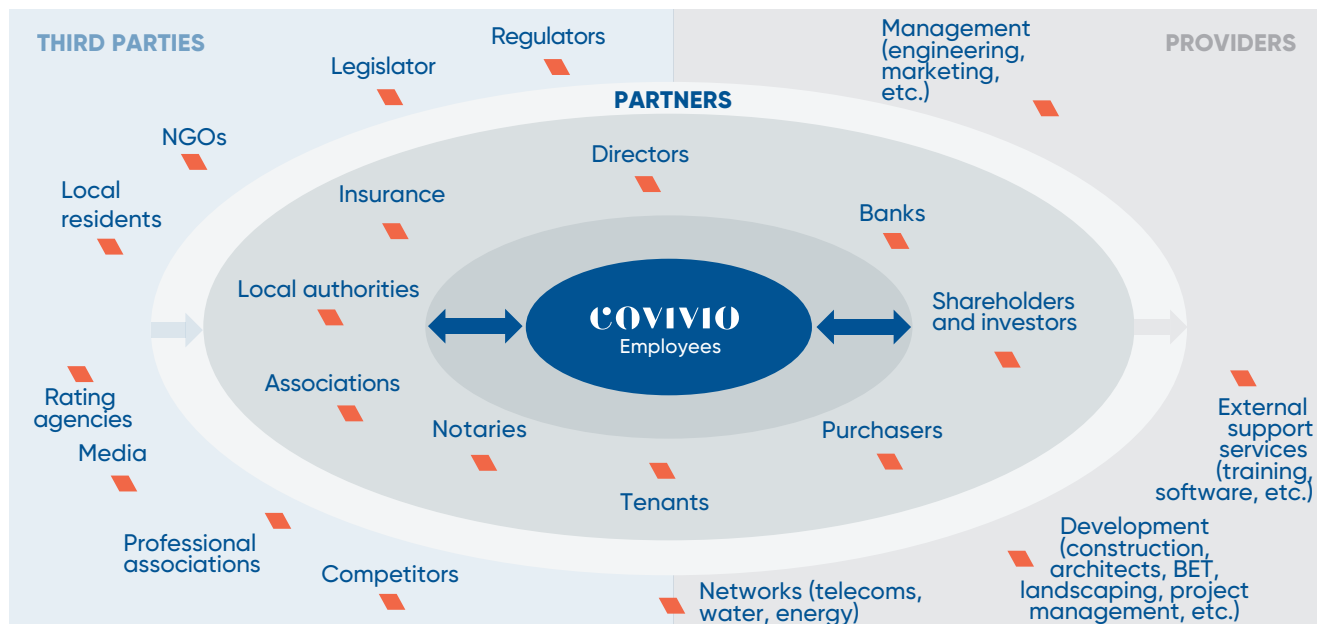 THIRD PARTIES
PROVIDERS
Regulators
Legislator
NGOs
Local
residents
Management
(engineering,
marketing,
etc.)
PARTNERS
Directors
Insurance
Banks
Local authorities
Shareholders
and investors
COVIVIO
Employees
Associations
Notaries
Tenants
Purchasers
Rating
agencies
Media
Professional
associations
Competitors
Networks (telecoms,
water, energy)
External
support
services
(training,
software, etc.)
Development
(construction,
architects, BET,
landscaping, project
management, etc.)